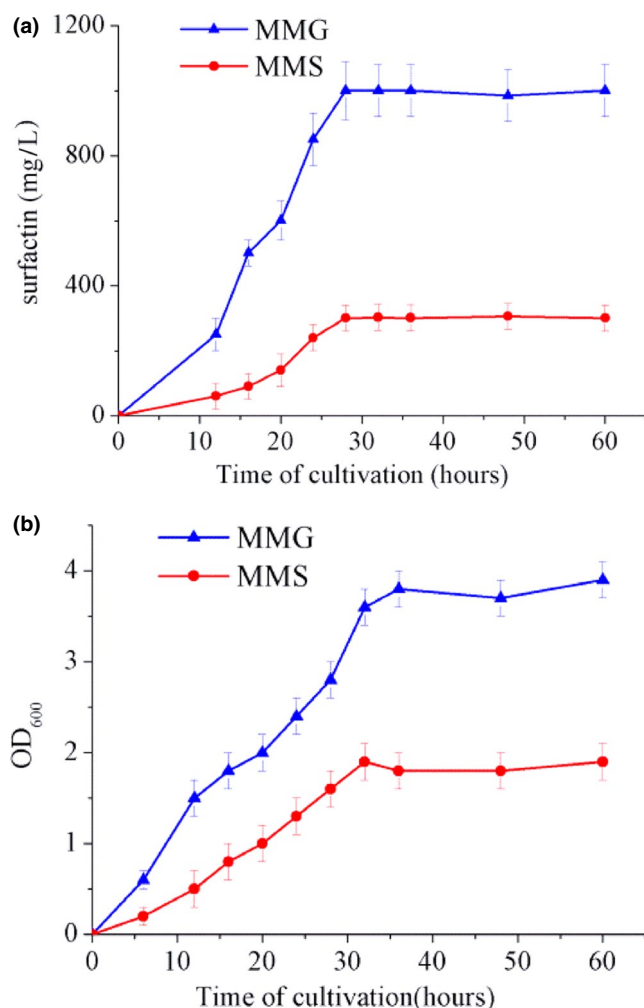 (a)
1200
800
400
0
surfactin (mg/L)
MMG
MMS
0 10 20 30 40 50 60
Time of cultivation (hours)
(b)
4
3
2
1
0
OD600
MMG
MMS
0 10 20 30 40 50 60
Time of cultivation(hours)